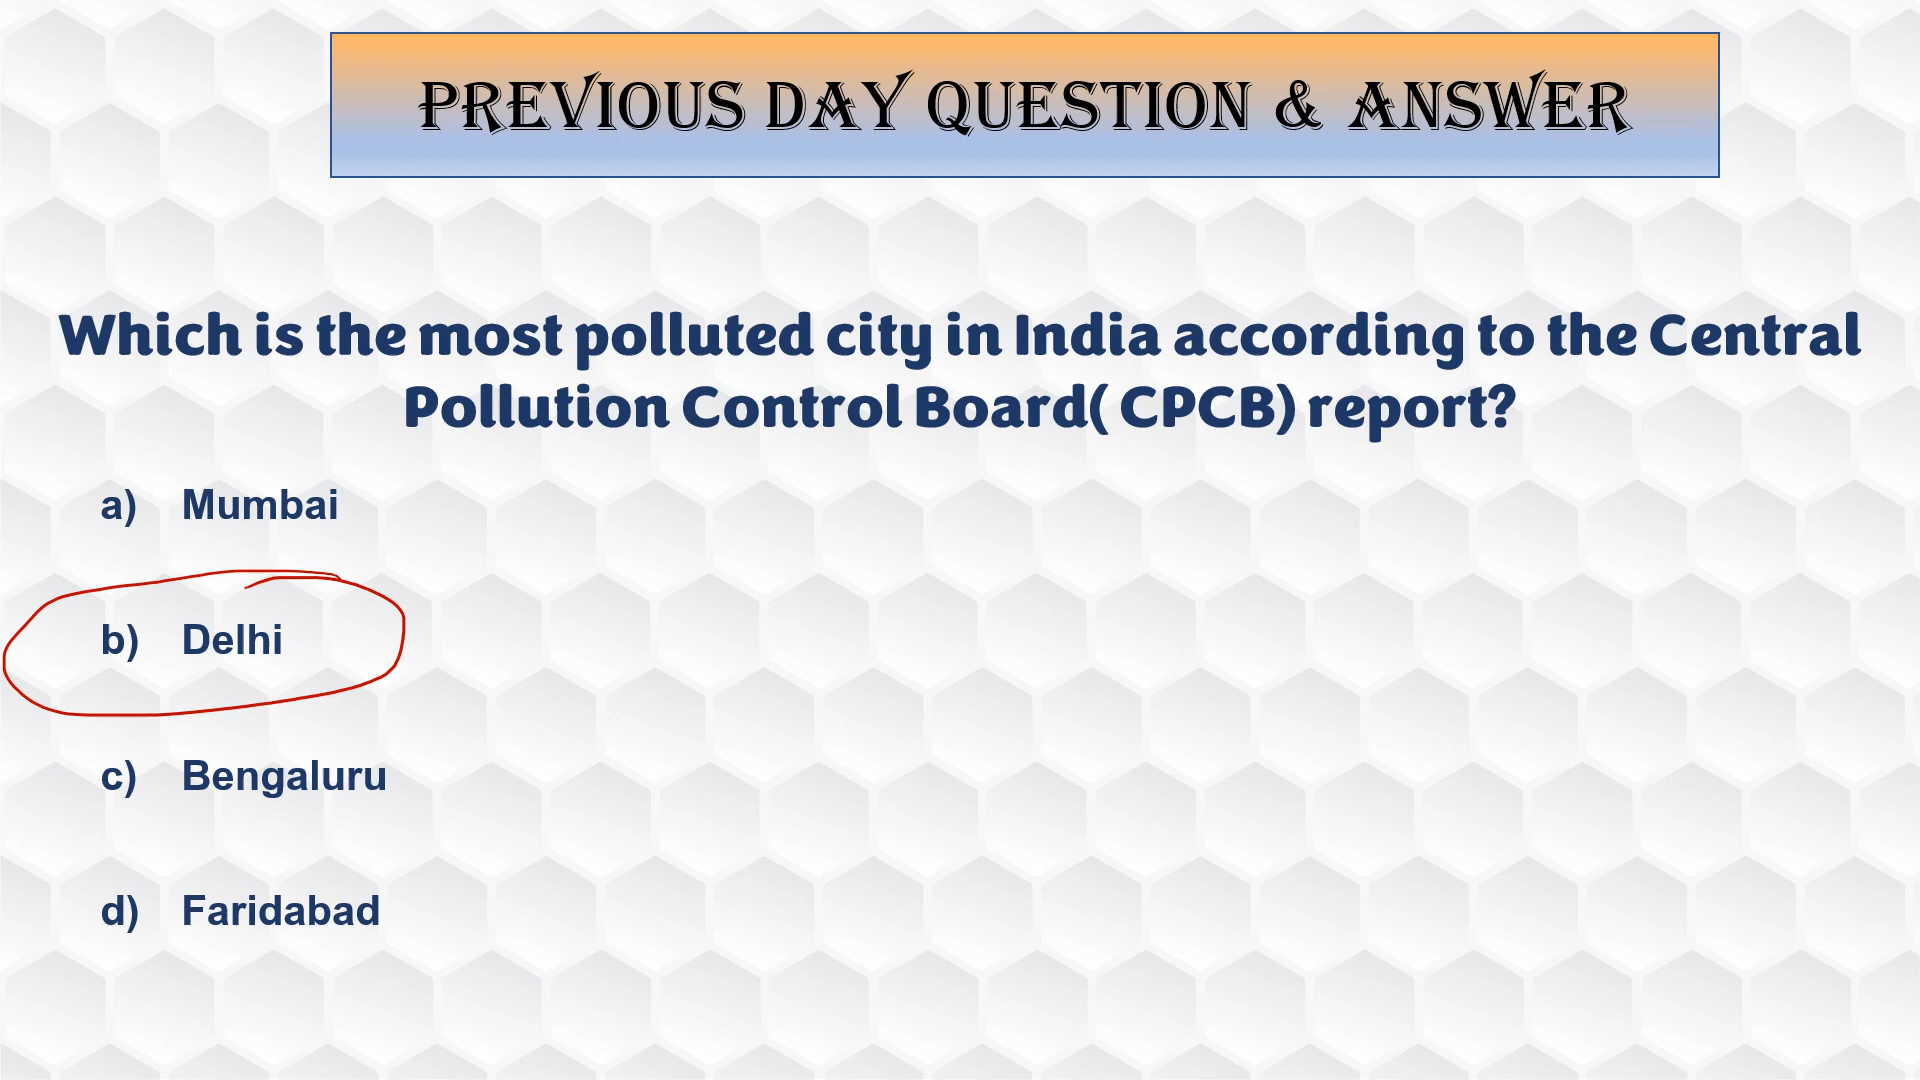 PREVIOUS DAY QUESTION & ANSWER
Which is the most polluted city in India according to the Central
Pollution Control Board( CPCB) report?
a) Mumbai
b) Delhi
c) Bengaluru
d) Faridabad